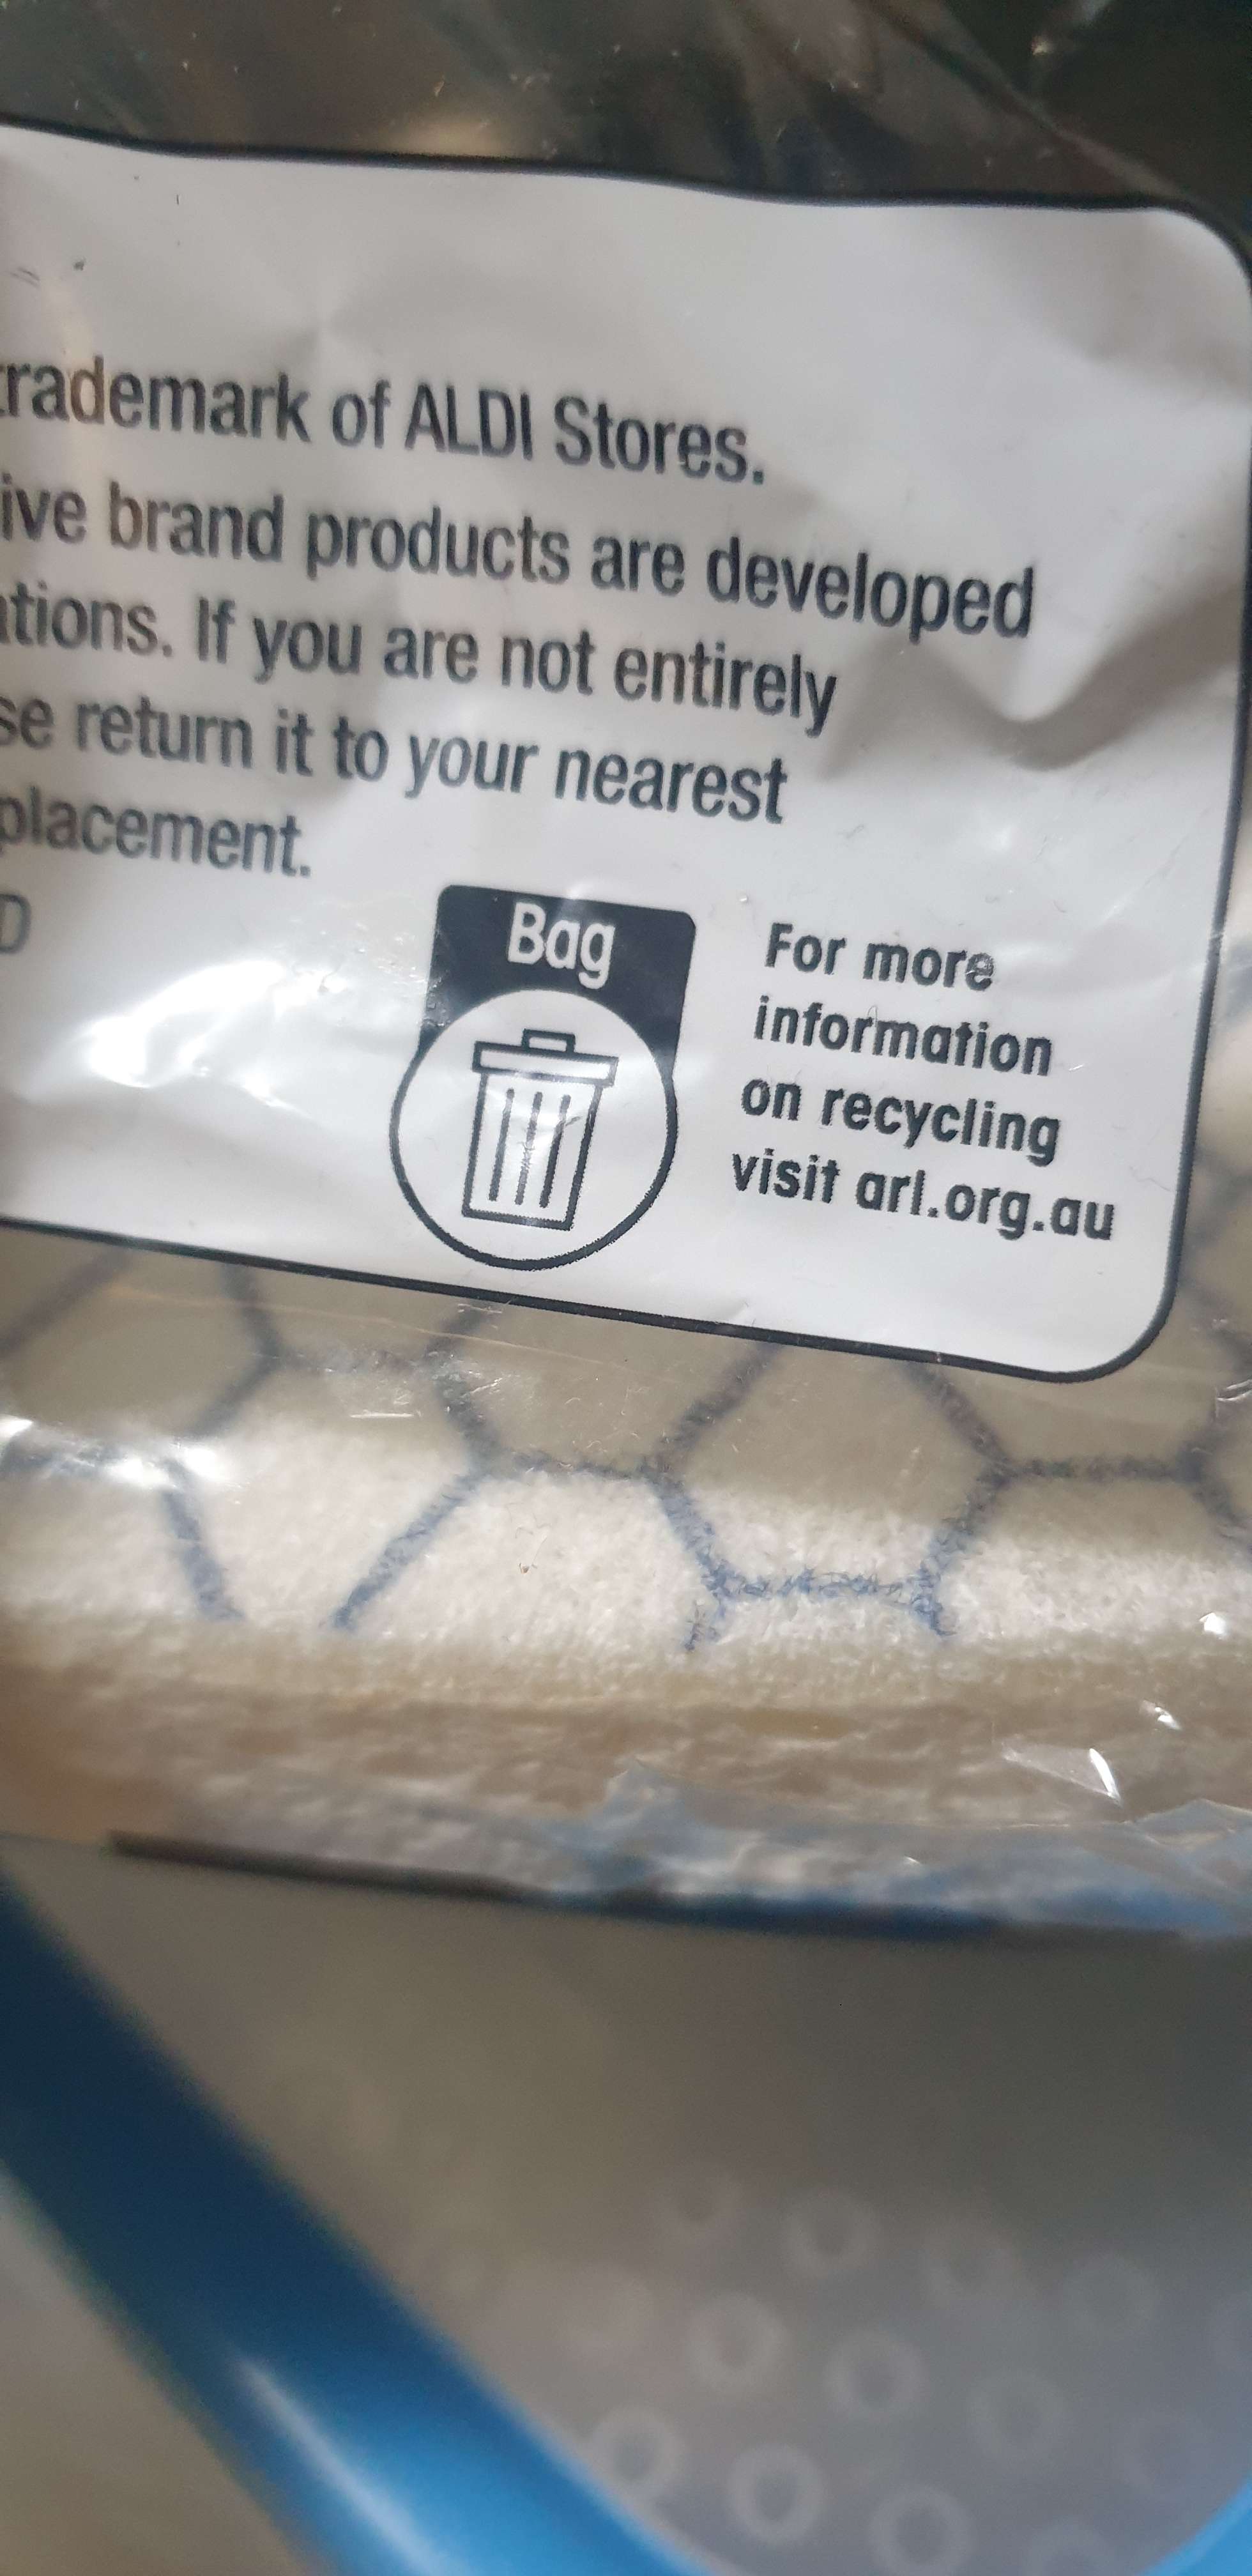 trademark of ALDI Stores.
ive brand products are developed
ations. If you are not entirely
se return it to your nearest
placement.
D
Bag
For more
information
on recycling
visit arl.org.au